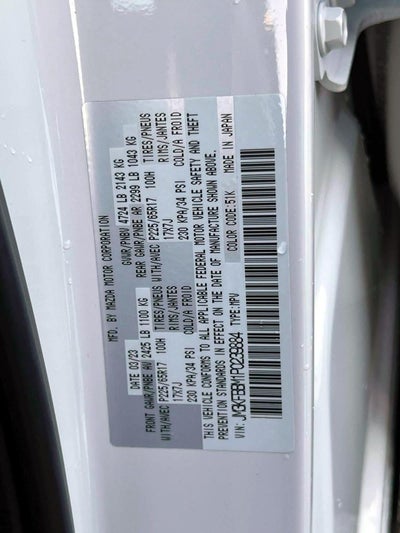 MFD. BY MAZDA MOTOR CORPORATION
DATE 02/23 GVWR/PNBV 4724 LB 2143 KG
FRONT GAWR/PNBE AV 2425 LB 1100 KG REAR GAWR/PNBE AR 2299 LB 1043 KG
TIRES/PNEUS TIRES/PNEUS
WITH/AVEC P225/65R17 100H WITH/AVEC P225/65R17 100H
RIMS/JANTES RIMS/JANTES
17X7J 17X7J
COLD/A FROID COLD/A FROID
230 KPA/34 PSI 230 KPA/34 PSI
THIS VEHICLE CONFORMS TO ALL APPLICABLE FEDERAL MOTOR VEHICLE SAFETY AND THEFT
PREVENTION STANDARDS IN EFFECT ON THE DATE OF MANUFACTURE SHOWN ABOVE.
VIN: TYPE:MPV COLOR CODE:51K MADE IN JAPAN